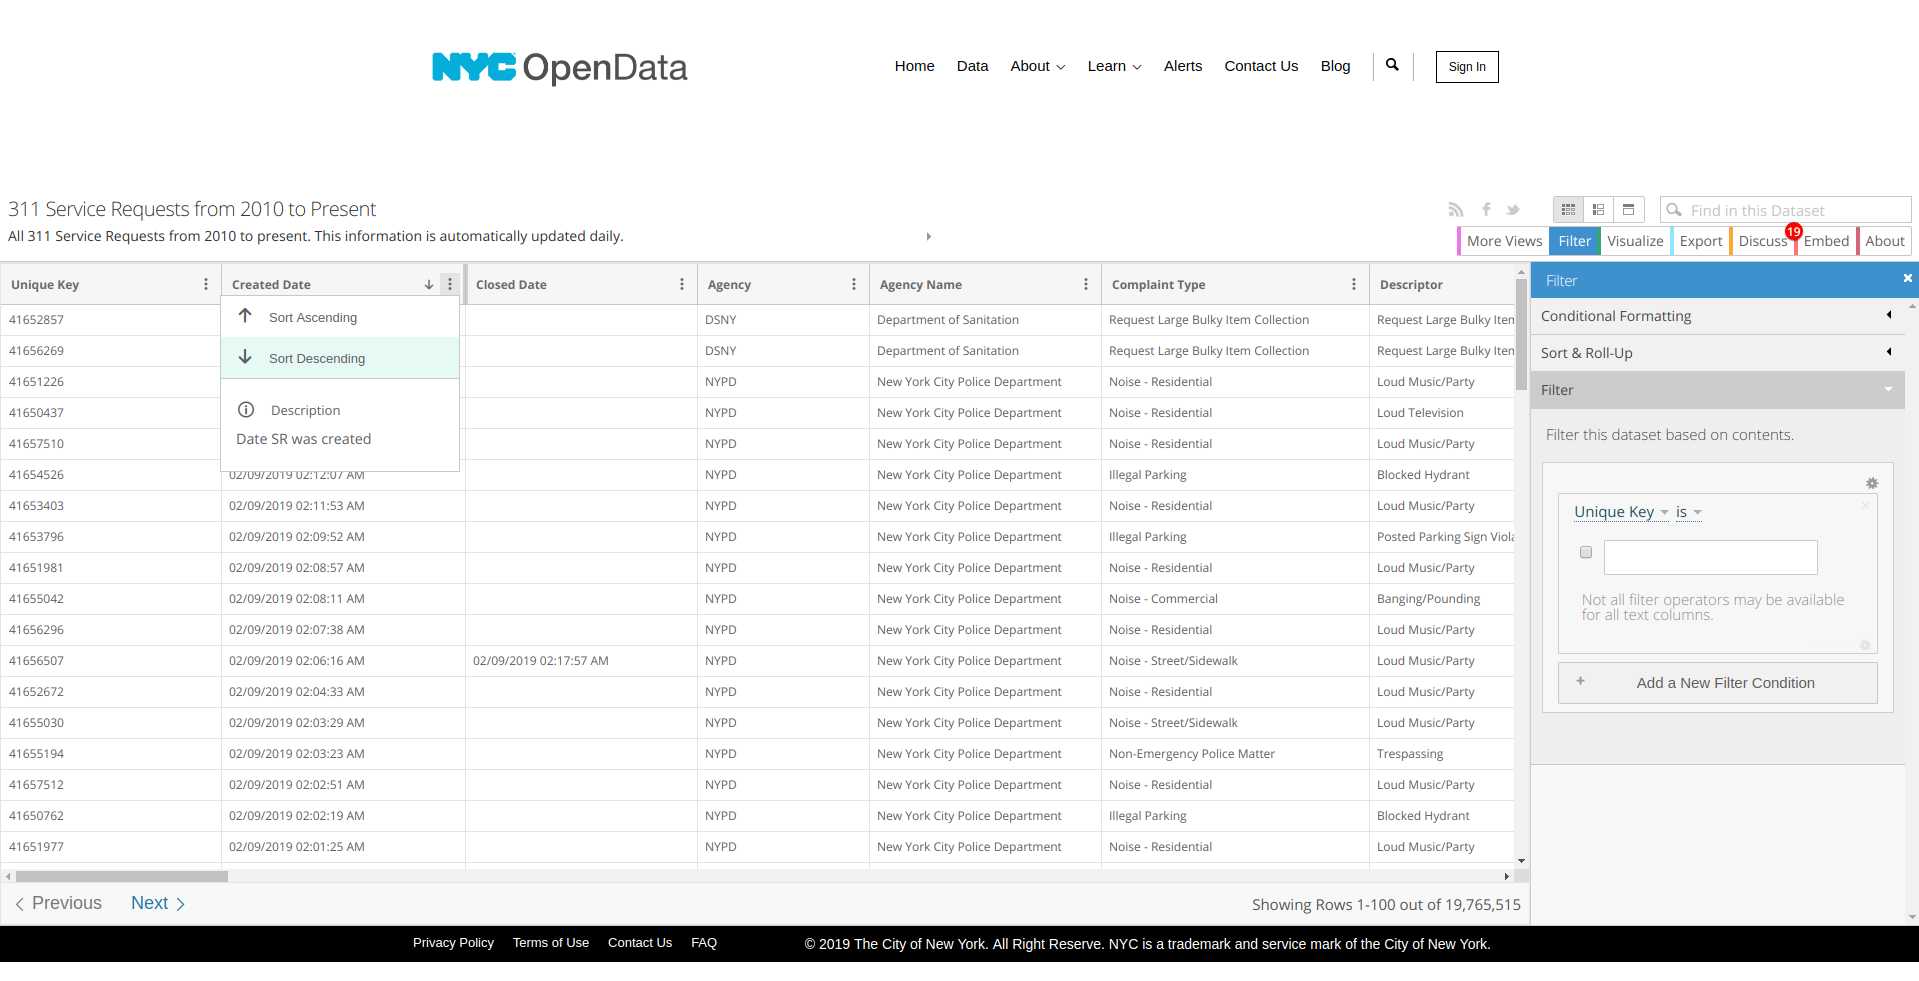 NYC OpenData
Home Data About Learn Alerts Contact Us Blog Sign In
311 Service Requests from 2010 to Present
Find in this Dataset
All 311 Service Requests from 2010 to present. This information is automatically updated daily.
More Views Filter Visualize Export Discuss 19 Embed About
Unique Key Created Date Closed Date Agency Agency Name Complaint Type Descriptor
41652857 DSNY Department of Sanitation Request Large Bulky Item Collection Request Large Bulky Iten
41656269 DSNY Department of Sanitation Request Large Bulky Item Collection Request Large Bulky Iten
41651226 NYPD New York City Police Department Noise - Residential Loud Music/Party
41650437 NYPD New York City Police Department Noise - Residential Loud Television
41657510 NYPD New York City Police Department Noise - Residential Loud Music/Party
41654526 02/09/2019 02:12:07 AM NYPD New York City Police Department Illegal Parking Blocked Hydrant
41653403 02/09/2019 02:11:53 AM NYPD New York City Police Department Noise - Residential Loud Music/Party
41653796 02/09/2019 02:09:52 AM NYPD New York City Police Department Illegal Parking Posted Parking Sign Viola
41651981 02/09/2019 02:08:57 AM NYPD New York City Police Department Noise - Residential Loud Music/Party
41655042 02/09/2019 02:08:11 AM NYPD New York City Police Department Noise - Commercial Banging/Pounding
41656296 02/09/2019 02:07:38 AM NYPD New York City Police Department Noise - Residential Loud Music/Party
41656507 02/09/2019 02:06:16 AM 02/09/2019 02:17:57 AM NYPD New York City Police Department Noise - Street/Sidewalk Loud Music/Party
41652672 02/09/2019 02:04:33 AM NYPD New York City Police Department Noise - Residential Loud Music/Party
41655030 02/09/2019 02:03:29 AM NYPD New York City Police Department Noise - Street/Sidewalk Loud Music/Party
41655194 02/09/2019 02:03:23 AM NYPD New York City Police Department Non-Emergency Police Matter Trespassing
41657512 02/09/2019 02:02:51 AM NYPD New York City Police Department Noise - Residential Loud Music/Party
41650762 02/09/2019 02:02:19 AM NYPD New York City Police Department Illegal Parking Blocked Hydrant
41651977 02/09/2019 02:01:25 AM NYPD New York City Police Department Noise - Residential Loud Music/Party
Sort Ascending
Sort Descending
Description
Date SR was created
Filter
Conditional Formatting
Sort & Roll-Up
Filter
Filter this dataset based on contents.
Unique Key is
Not all filter operators may be available
for all text columns.
+ Add a New Filter Condition
Previous Next Showing Rows 1-100 out of 19,765,515
Privacy Policy Terms of Use Contact Us FAQ © 2019 The City of New York. All Right Reserve. NYC is a trademark and service mark of the City of New York.